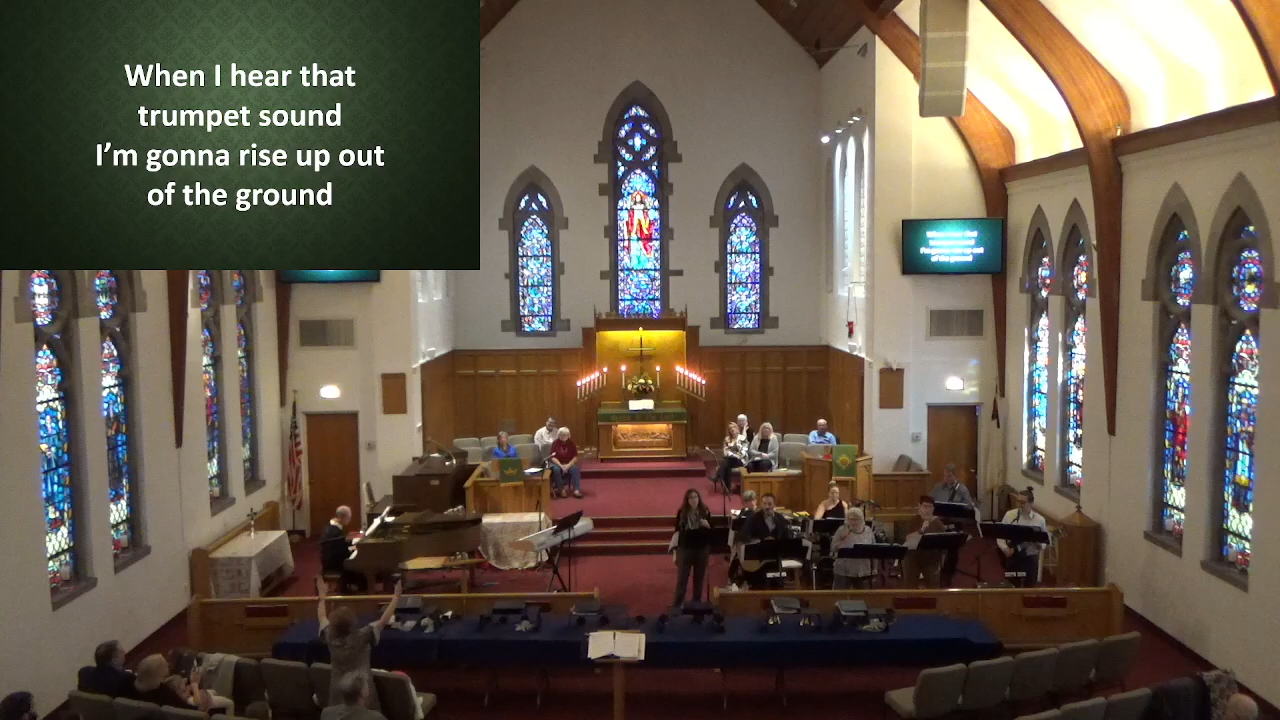 When I hear that
trumpet sound
I'm gonna rise up out
of the ground